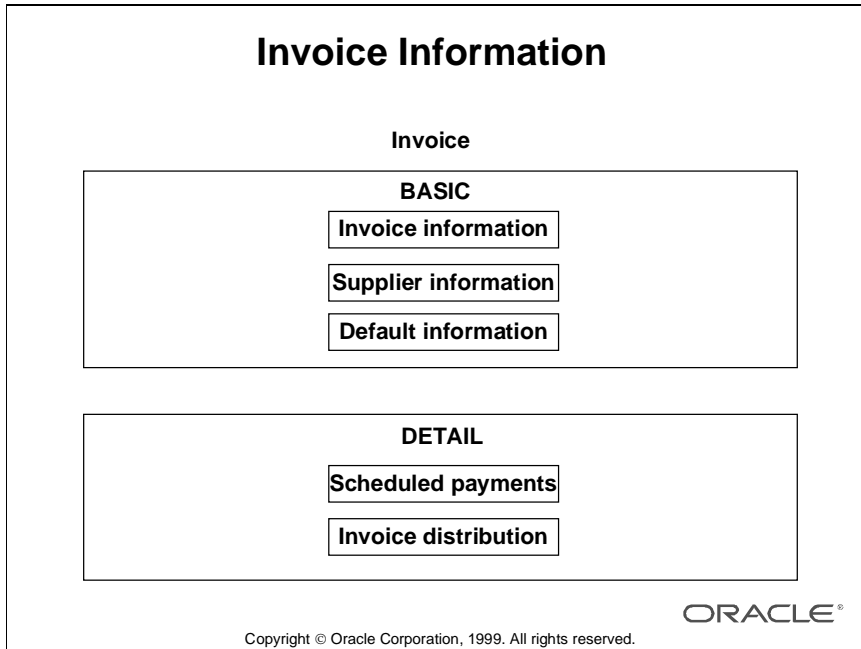 Invoice Information
Invoice
BASIC
Invoice information
Supplier information
Default information
DETAIL
Scheduled payments
Invoice distribution
ORACLE®
Copyright © Oracle Corporation, 1999. All rights reserved.